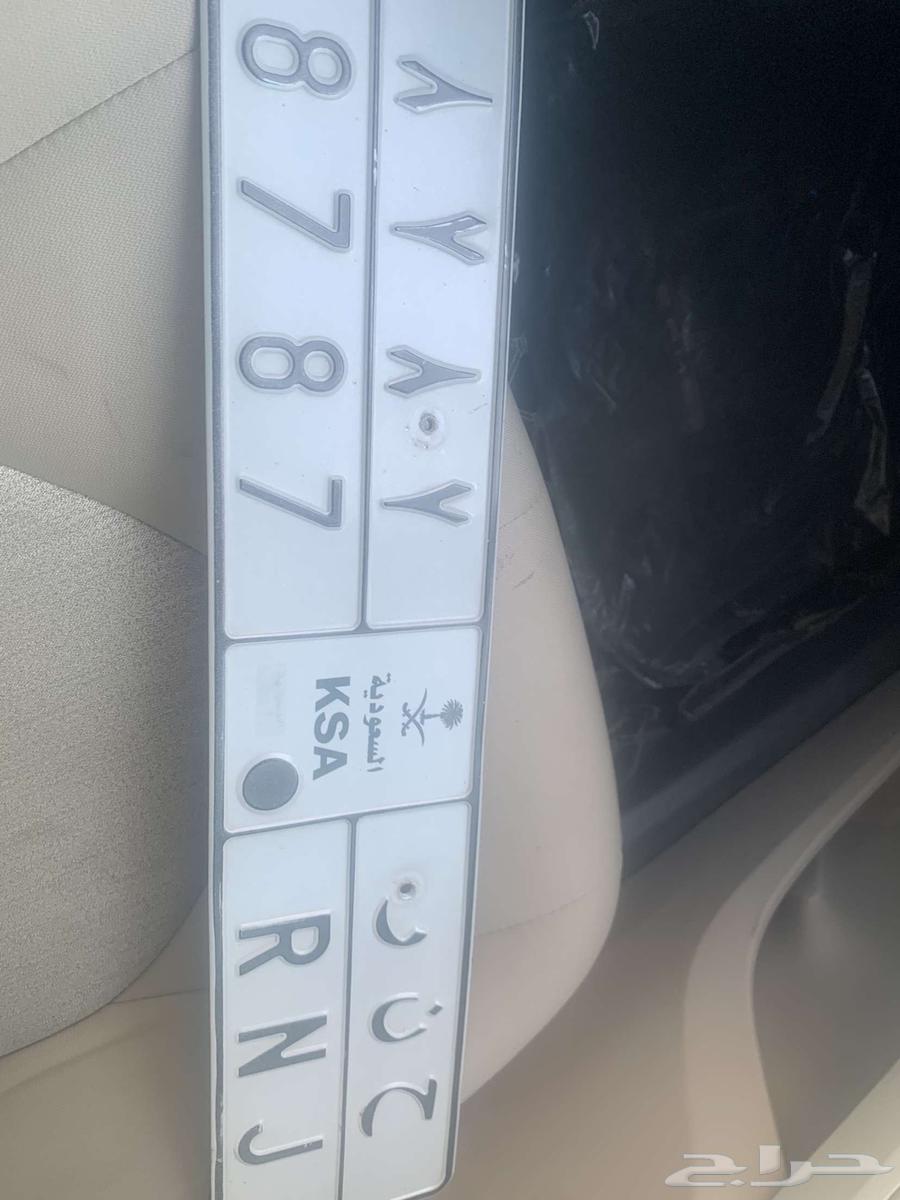 ٨٧٨٧
8787
السعودية
KSA
ح ن ر
R N J
حراج